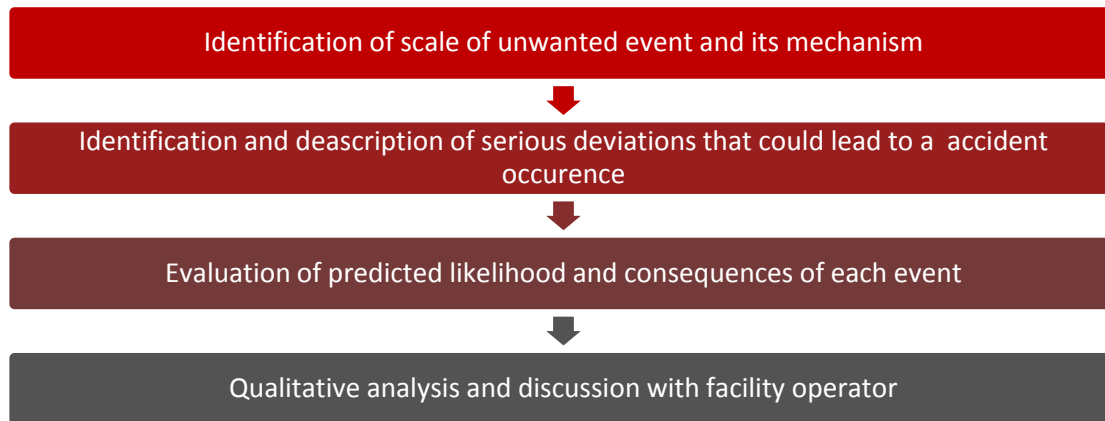 Identification of scale of unwanted event and its mechanism
Identification and deascription of serious deviations that could lead to a accident
occurence
Evaluation of predicted likelihood and consequences of each event
Qualitative analysis and discussion with facility operator